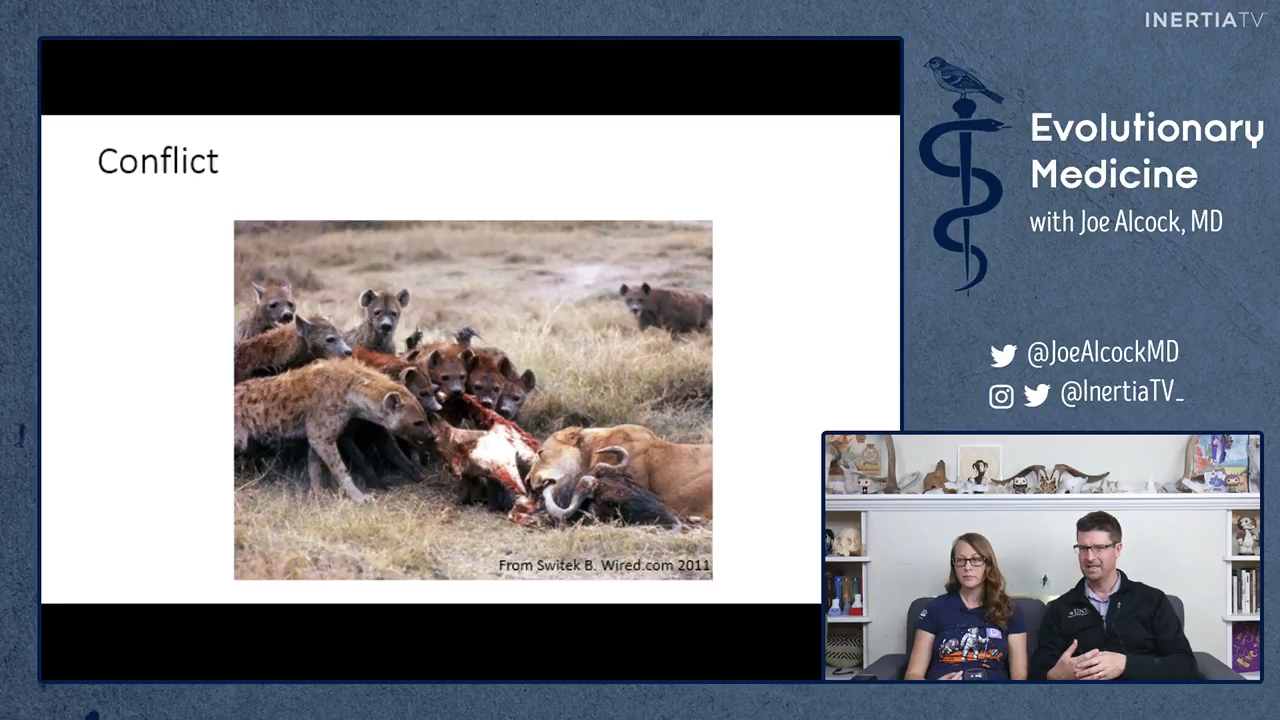 INERTIATV
Conflict
From Switek B. Wired.com 2011
Evolutionary
Medicine
with Joe Alcock, MD
@JoeAlcockMD
@InertiaTV_